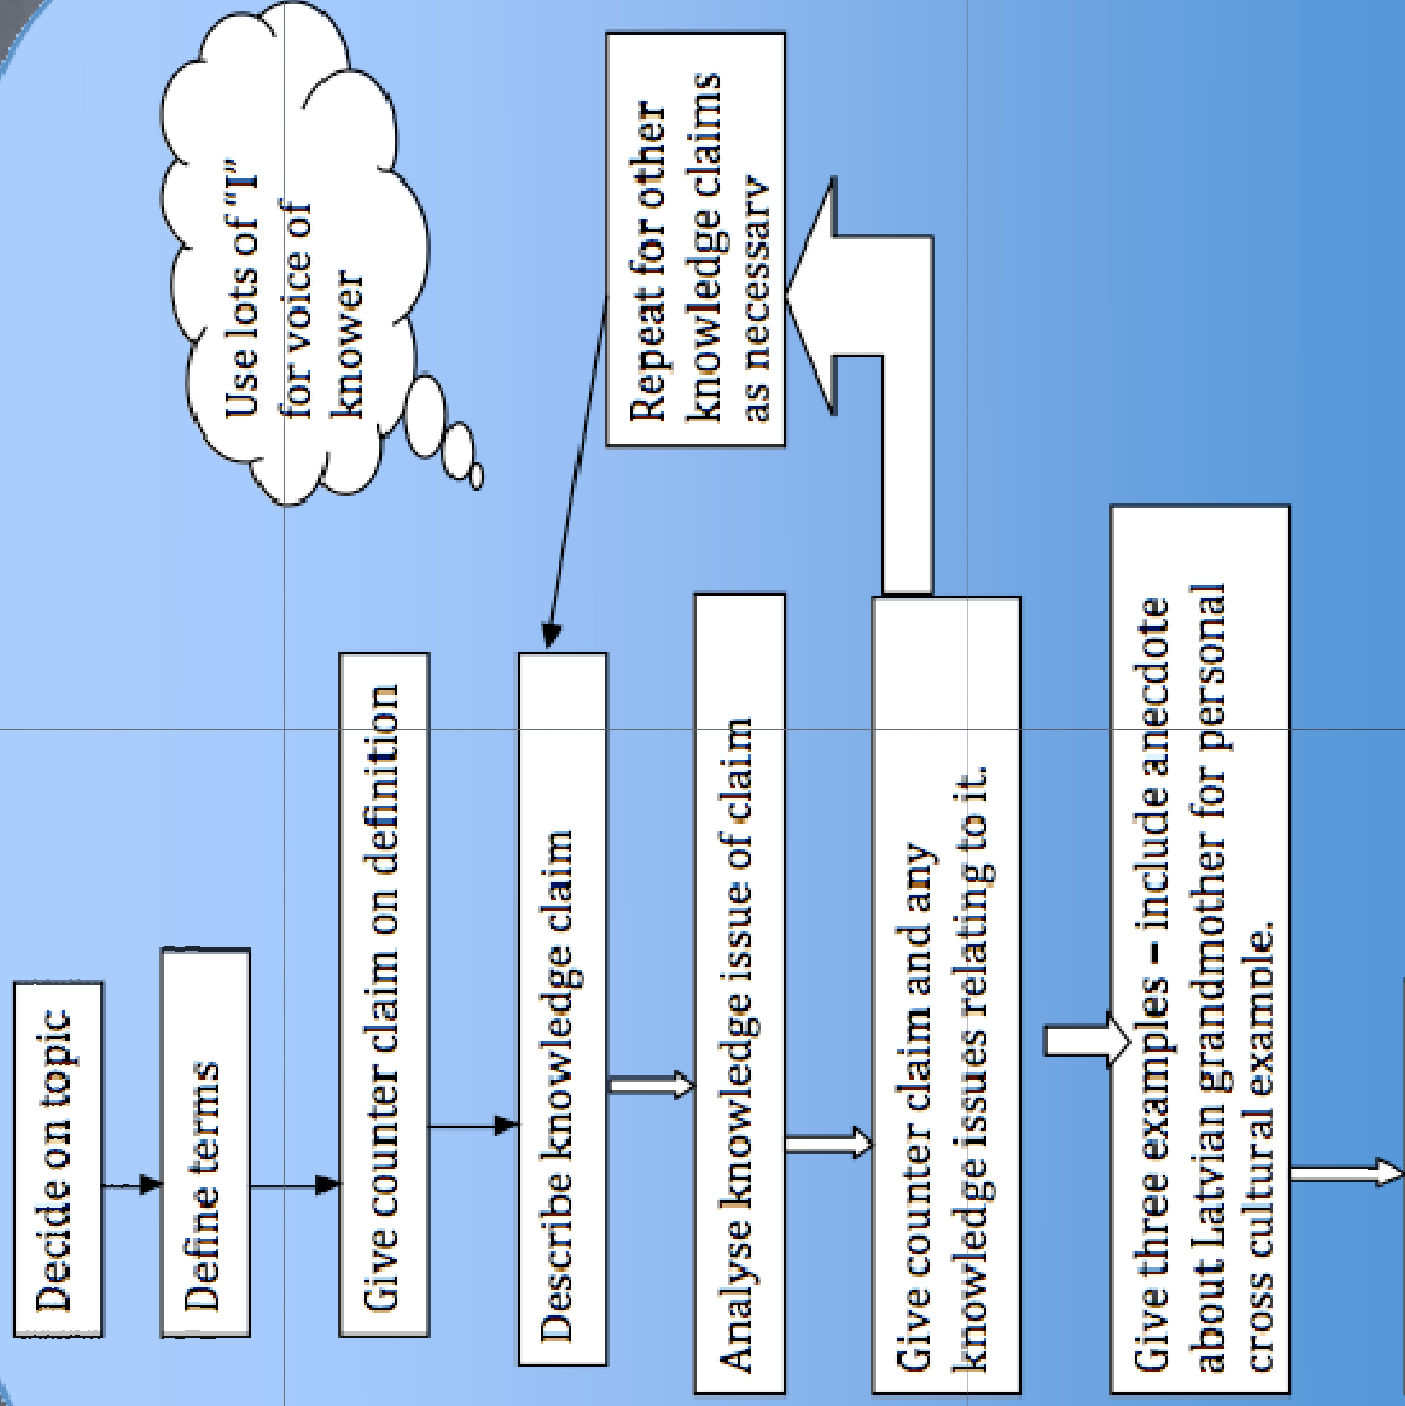 Decide on topic
Define terms
Give counter claim on definition
Describe knowledge claim
Analyse knowledge issue of claim
Give counter claim and any
knowledge issues relating to it.
Give three examples – include anecdote
about Latvian grandmother for personal
cross cultural example.
Use lots of “I”
for voice of
knower
Repeat for other
knowledge claims
as necessary